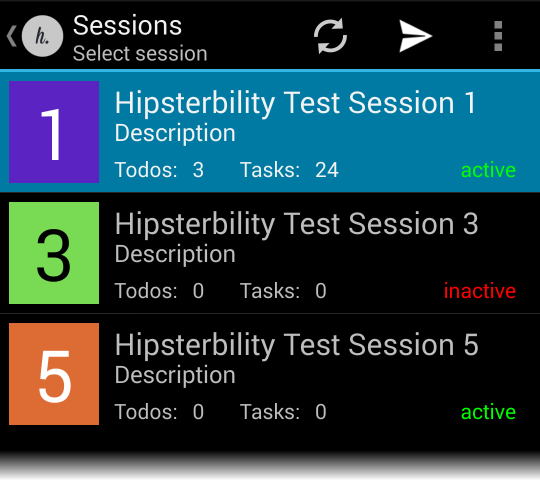 h.
Sessions
Select session
1
Hipsterbility Test Session 1
Description
Todos: 3 Tasks: 24 active
3
Hipsterbility Test Session 3
Description
Todos: 0 Tasks: 0 inactive
5
Hipsterbility Test Session 5
Description
Todos: 0 Tasks: 0 active